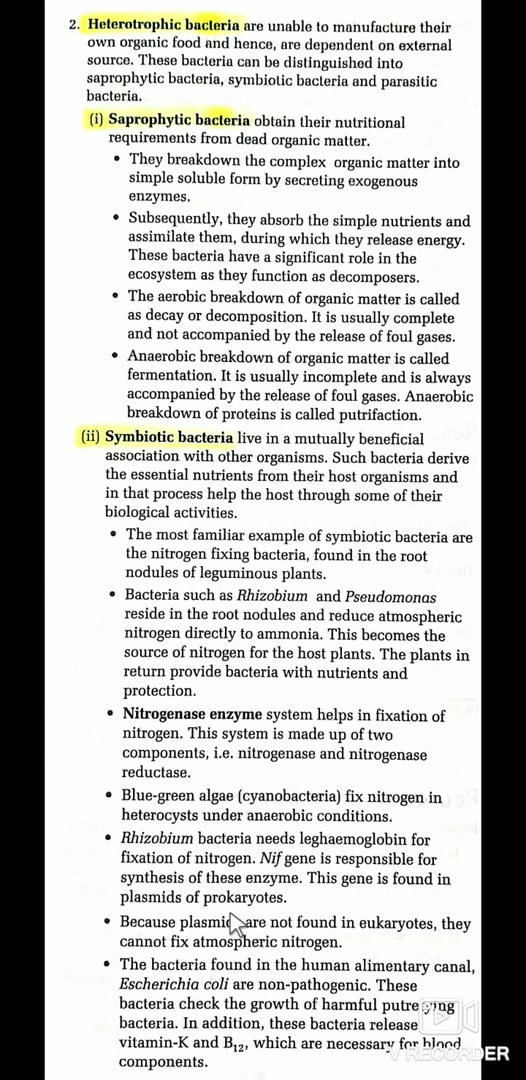 2. Heterotrophic bacteria are unable to manufacture their
own organic food and hence, are dependent on external
source. These bacteria can be distinguished into
saprophytic bacteria, symbiotic bacteria and parasitic
bacteria.
(i) Saprophytic bacteria obtain their nutritional
requirements from dead organic matter.
• They breakdown the complex organic matter into
simple soluble form by secreting exogenous
enzymes.
• Subsequently, they absorb the simple nutrients and
assimilate them, during which they release energy.
These bacteria have a significant role in the
ecosystem as they function as decomposers.
• The aerobic breakdown of organic matter is called
as decay or decomposition. It is usually complete
and not accompanied by the release of foul gases.
• Anaerobic breakdown of organic matter is called
fermentation. It is usually incomplete and is always
accompanied by the release of foul gases. Anaerobic
breakdown of proteins is called putrifaction.
(ii) Symbiotic bacteria live in a mutually beneficial
association with other organisms. Such bacteria derive
the essential nutrients from their host organisms and
in that process help the host through some of their
biological activities.
• The most familiar example of symbiotic bacteria are
the nitrogen fixing bacteria, found in the root
nodules of leguminous plants.
• Bacteria such as Rhizobium and Pseudomonas
reside in the root nodules and reduce atmospheric
nitrogen directly to ammonia. This becomes the
source of nitrogen for the host plants. The plants in
return provide bacteria with nutrients and
protection.
• Nitrogenase enzyme system helps in fixation of
nitrogen. This system is made up of two
components, i.e. nitrogenase and nitrogenase
reductase.
• Blue-green algae (cyanobacteria) fix nitrogen in
heterocysts under anaerobic conditions.
• Rhizobium bacteria needs leghaemoglobin for
fixation of nitrogen. Nif gene is responsible for
synthesis of these enzyme. This gene is found in
plasmids of prokaryotes.
• Because plasmid are not found in eukaryotes, they
cannot fix atmospheric nitrogen.
• The bacteria found in the human alimentary canal,
Escherichia coli are non-pathogenic. These
bacteria check the growth of harmful putrefying
bacteria. In addition, these bacteria release
vitamin-K and B12, which are necessary for blood
components.
V RECORDER